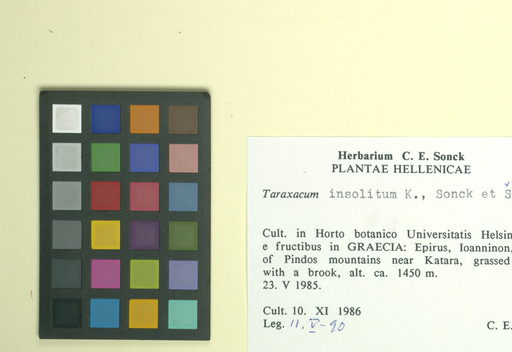 Herbarium C. E. Sonck
PLANTAE HELLENICAE
Taraxacum insolitum K., Sonck et Š
Cult. in Horto botanico Universitatis Helsin
e fructibus in GRAECIA: Epirus, Ioanninon,
of Pindos mountains near Katara, grassed
with a brook, alt. ca. 1450 m.
23. V 1985.
Cult. 10. XI 1986
Leg. 11. V-90 C. E.